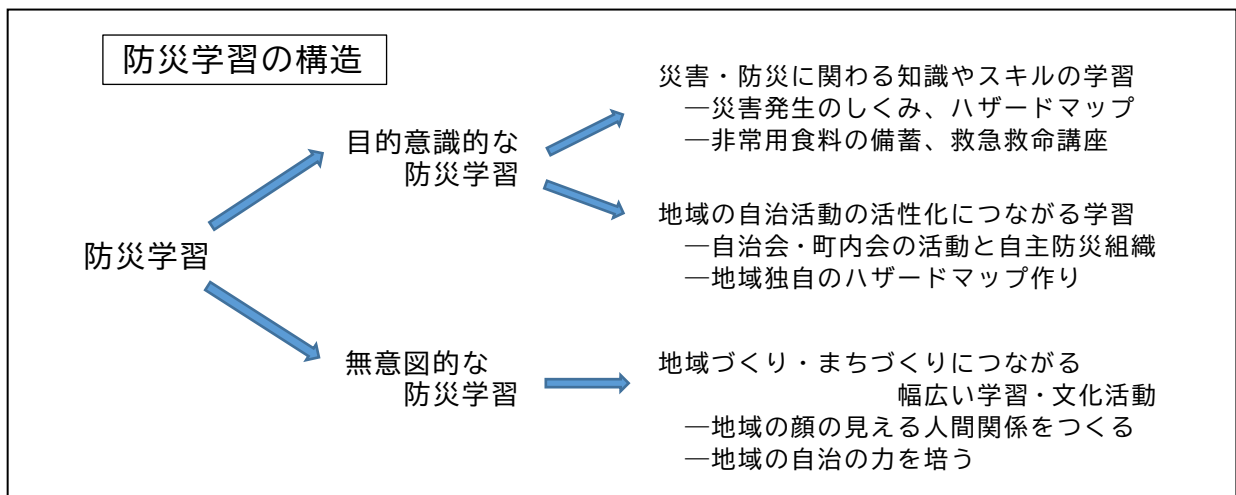 防災学習の構造
防災学習
目的意識的な
防災学習
災害・防災に関わる知識やスキルの学習
―災害発生のしくみ、ハザードマップ
―非常用食料の備蓄、救急救命講座
地域の自治活動の活性化につながる学習
―自治会・町内会の活動と自主防災組織
―地域独自のハザードマップ作り
無意図的な
防災学習
地域づくり・まちづくりにつながる
幅広い学習・文化活動
―地域の顔の見える人間関係をつくる
―地域の自治の力を培う